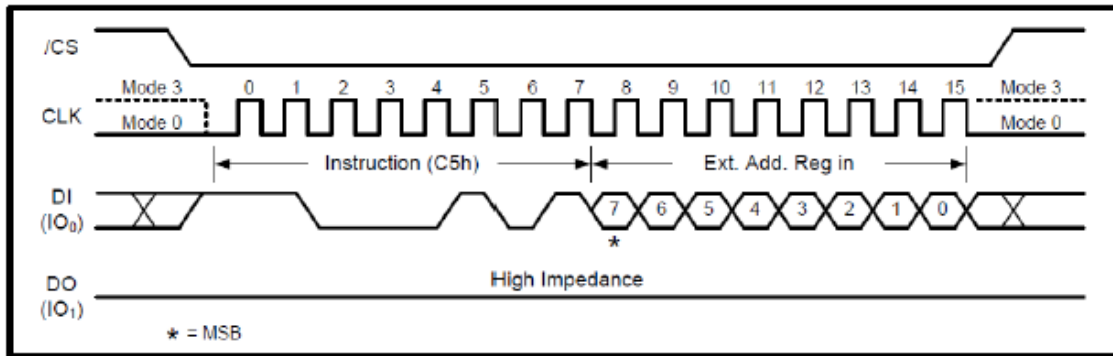 /CS
Mode 3 0 1 2 3 4 5 6 7 8 9 10 11 12 13 14 15 Mode 3
CLK
Mode 0 Mode 0
Instruction (C5h) Ext. Add. Reg in
DI
(IO₀) 7 6 5 4 3 2 1 0
*
High Impedance
DO
(IO₁)
* = MSB